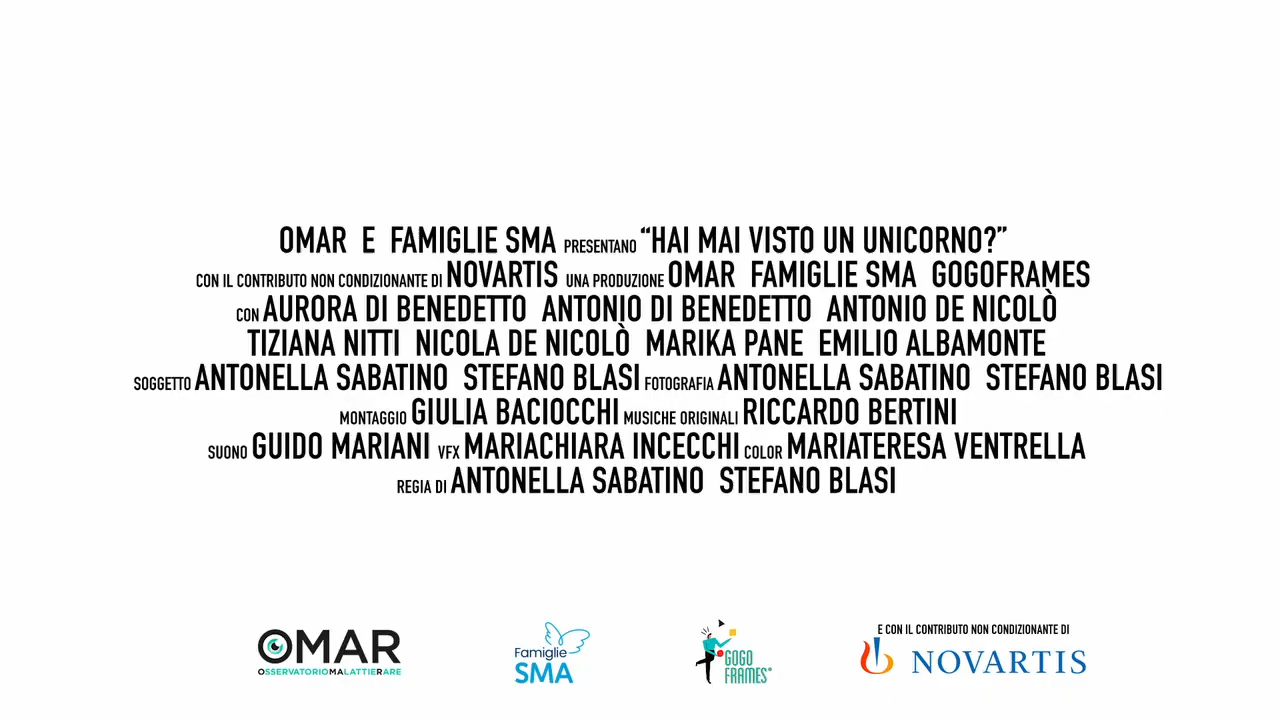 OMAR E FAMIGLIE SMA PRESENTANO “HAI MAI VISTO UN UNICORNO?”
CON IL CONTRIBUTO NON CONDIZIONANTE DI NOVARTIS UNA PRODUZIONE OMAR FAMIGLIE SMA GOGOFRAMES
CON AURORA DI BENEDETTO ANTONIO DI BENEDETTO ANTONIO DE NICOLÒ
TIZIANA NITTI NICOLA DE NICOLÒ MARIKA PANE EMILIO ALBAMONTE
SOGGETTO ANTONELLA SABATINO STEFANO BLASI FOTOGRAFIA ANTONELLA SABATINO STEFANO BLASI
MONTAGGIO GIULIA BACIOCCHI MUSICHE ORIGINALI RICCARDO BERTINI
SUONO GUIDO MARIANI VFX MARIACHIARA INCECCHI COLOR MARIATERESA VENTRELLA
REGIA DI ANTONELLA SABATINO STEFANO BLASI
OMAR
OSSERVATORIOMALATTIERARE
Famiglie
SMA
GOGO
FRAMES®
E CON IL CONTRIBUTO NON CONDIZIONANTE DI
NOVARTIS